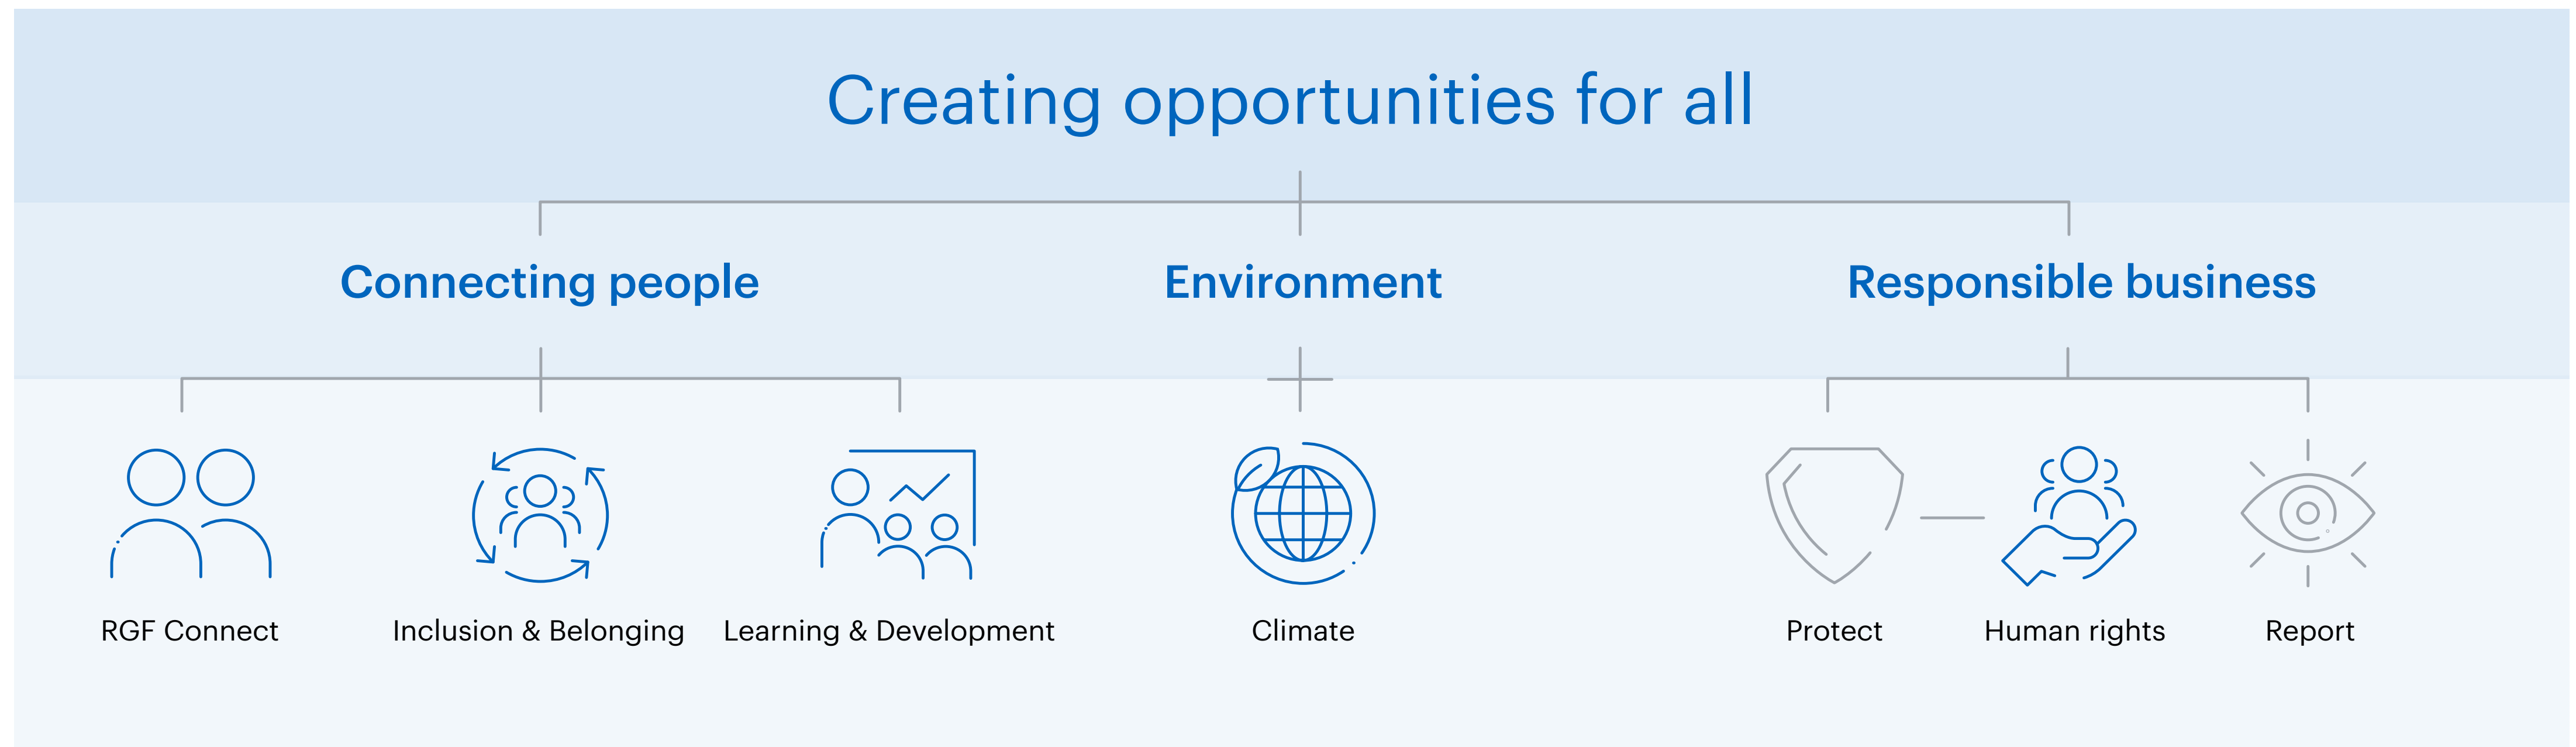 Creating opportunities for all
Connecting people
Environment
Responsible business
RGF Connect
Inclusion & Belonging
Learning & Development
Climate
Protect
Human rights
Report